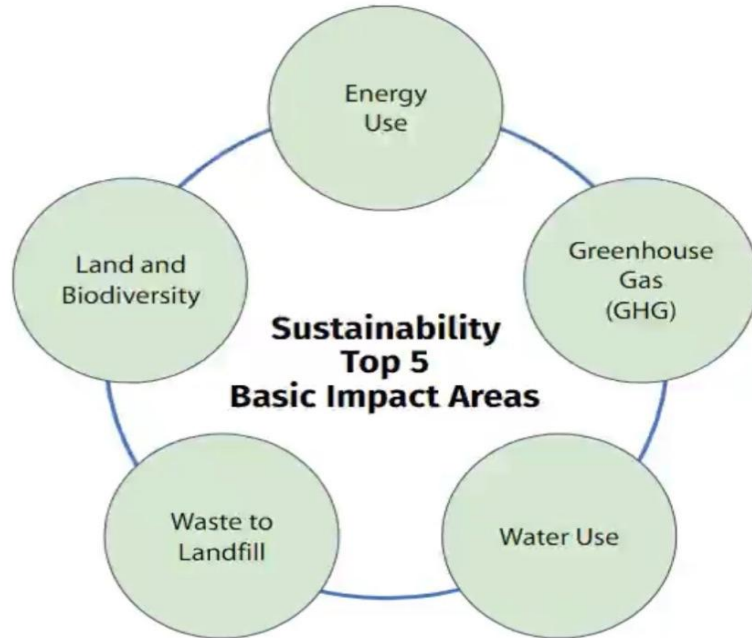 Energy
Use
Greenhouse
Gas
(GHG)
Water Use
Waste to
Landfill
Land and
Biodiversity
Sustainability
Top 5
Basic Impact Areas